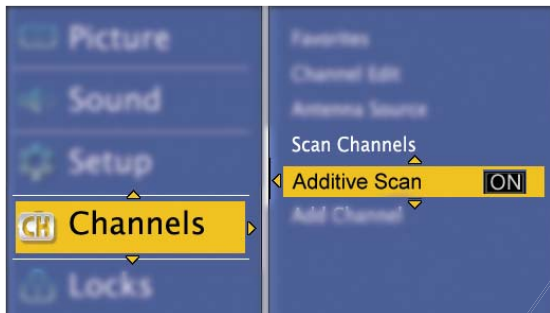 Picture
Sound
Setup
CH Channels
Locks
Favorites
Channel Edit
Antenna Source
Scan Channels
Additive Scan ON
Add Channel